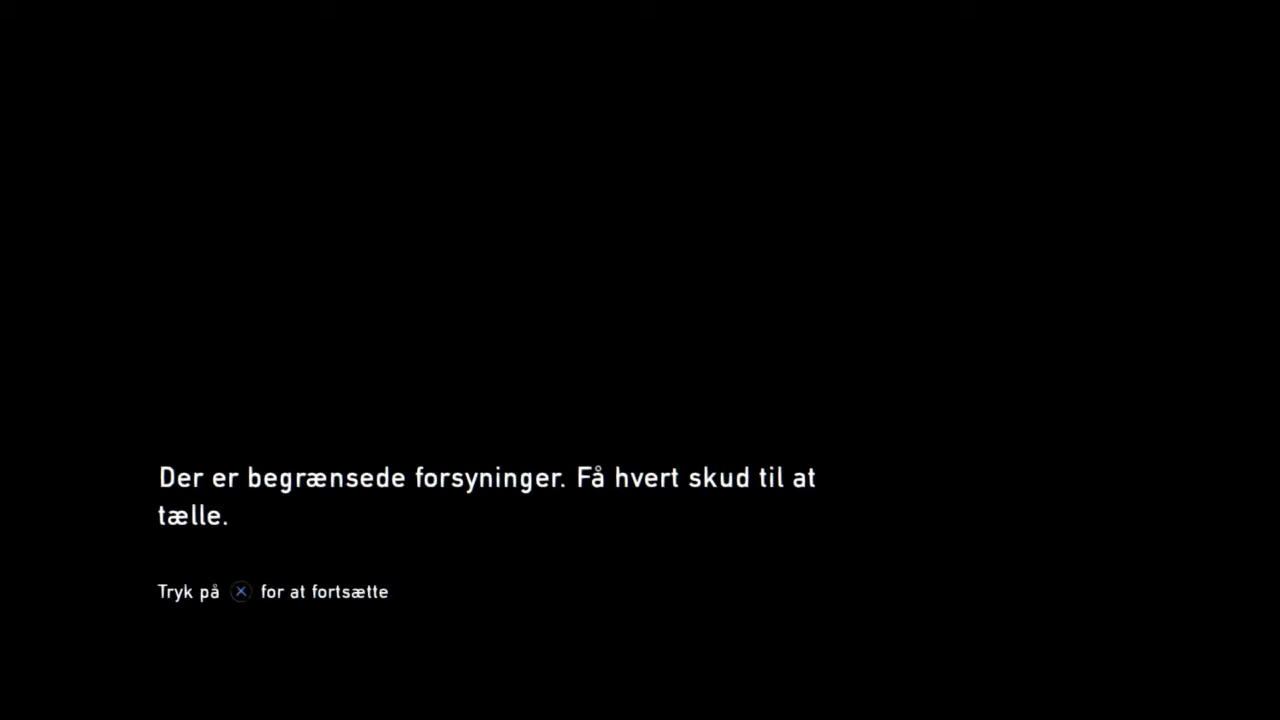 Der er begrænsede forsyninger. Få hvert skud til at
tælle.
Tryk på ⓧ for at fortsætte